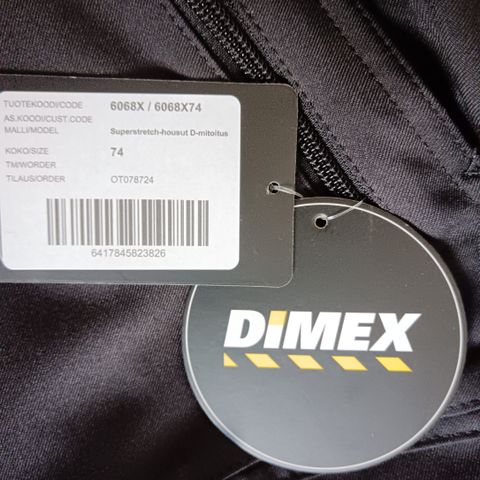 TUOTEKOODI/CODE 6068X / 6068X74
AS.KOODI/CUST.CODE
MALLI/MODEL Superstretch-housut D-mitoitus
KOKO/SIZE 74
TM/WORDER
TILAUS/ORDER OT078724
6417845823826
DIMEX